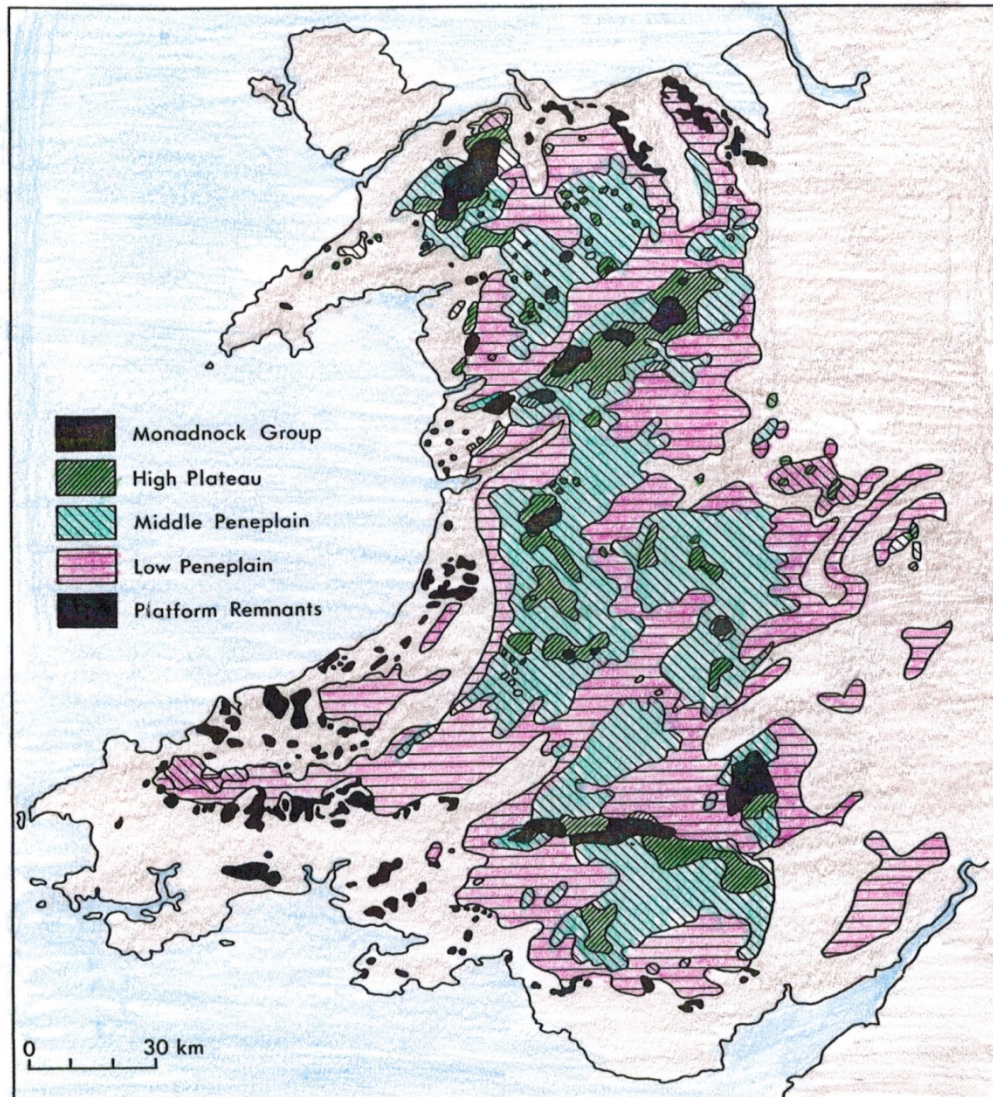 Monadnock Group
High Plateau
Middle Peneplain
Low Peneplain
Platform Remnants
0 30 km